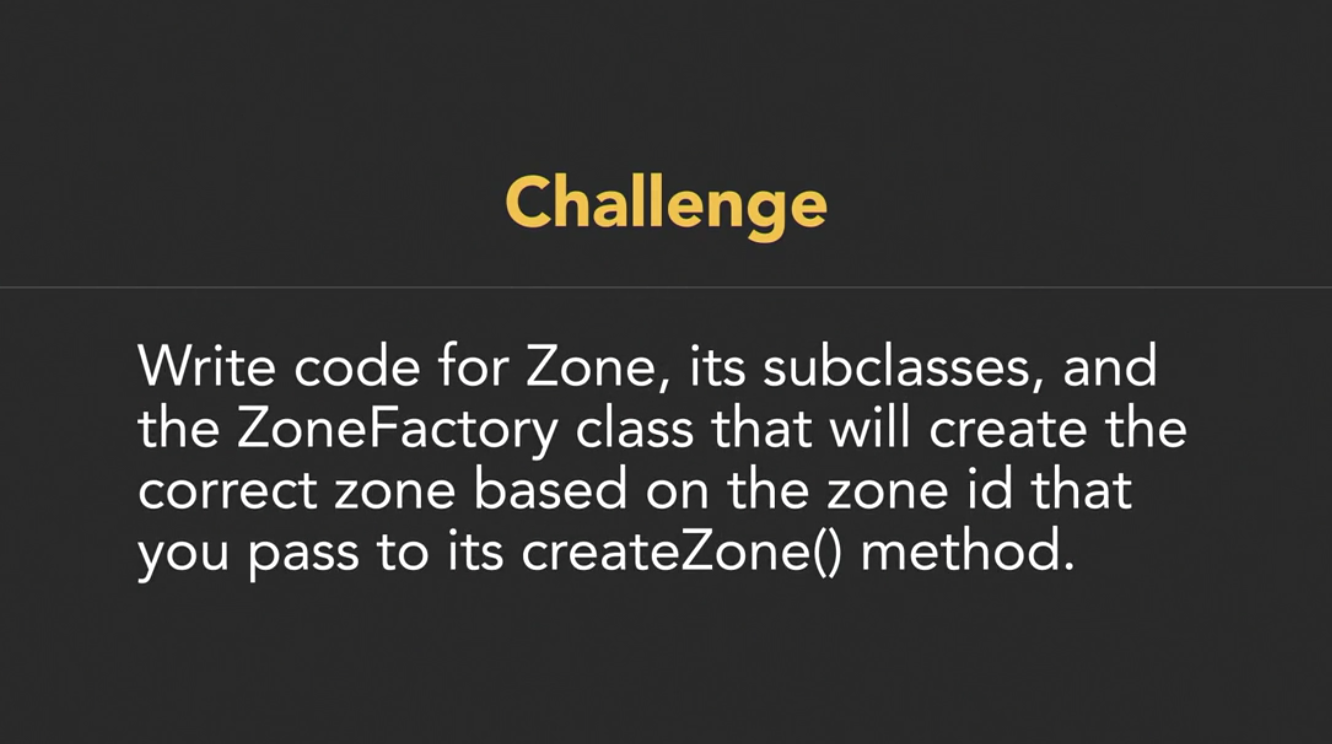 Challenge
Write code for Zone, its subclasses, and
the ZoneFactory class that will create the
correct zone based on the zone id that
you pass to its createZone() method.